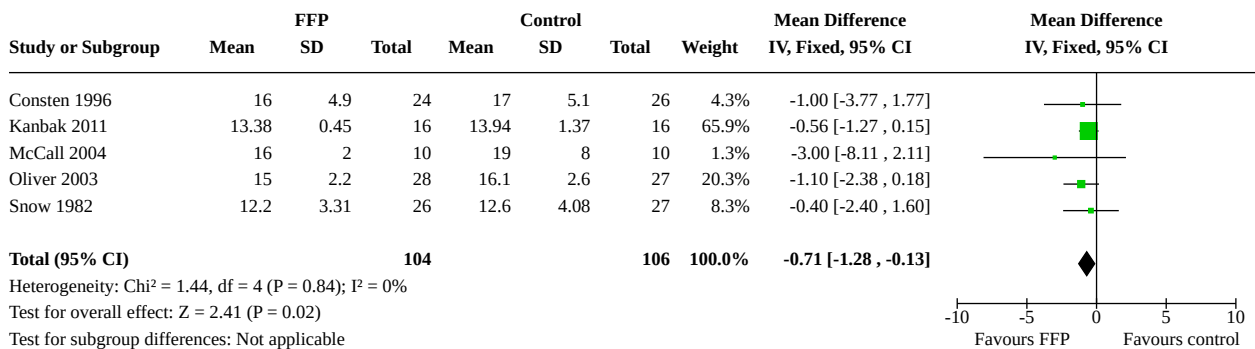 FFP Control Mean Difference Mean Difference
Study or Subgroup Mean SD Total Mean SD Total Weight IV, Fixed, 95% CI IV, Fixed, 95% CI
Consten 1996 16 4.9 24 17 5.1 26 4.3% -1.00 [-3.77 , 1.77]
Kanbak 2011 13.38 0.45 16 13.94 1.37 16 65.9% -0.56 [-1.27 , 0.15]
McCall 2004 16 2 10 19 8 10 1.3% -3.00 [-8.11 , 2.11]
Oliver 2003 15 2.2 28 16.1 2.6 27 20.3% -1.10 [-2.38 , 0.18]
Snow 1982 12.2 3.31 26 12.6 4.08 27 8.3% -0.40 [-2.40 , 1.60]
Total (95% CI) 104 106 100.0% -0.71 [-1.28 , -0.13]
Heterogeneity: Chi² = 1.44, df = 4 (P = 0.84); I² = 0%
Test for overall effect: Z = 2.41 (P = 0.02) -10 -5 0 5 10
Test for subgroup differences: Not applicable Favours FFP Favours control